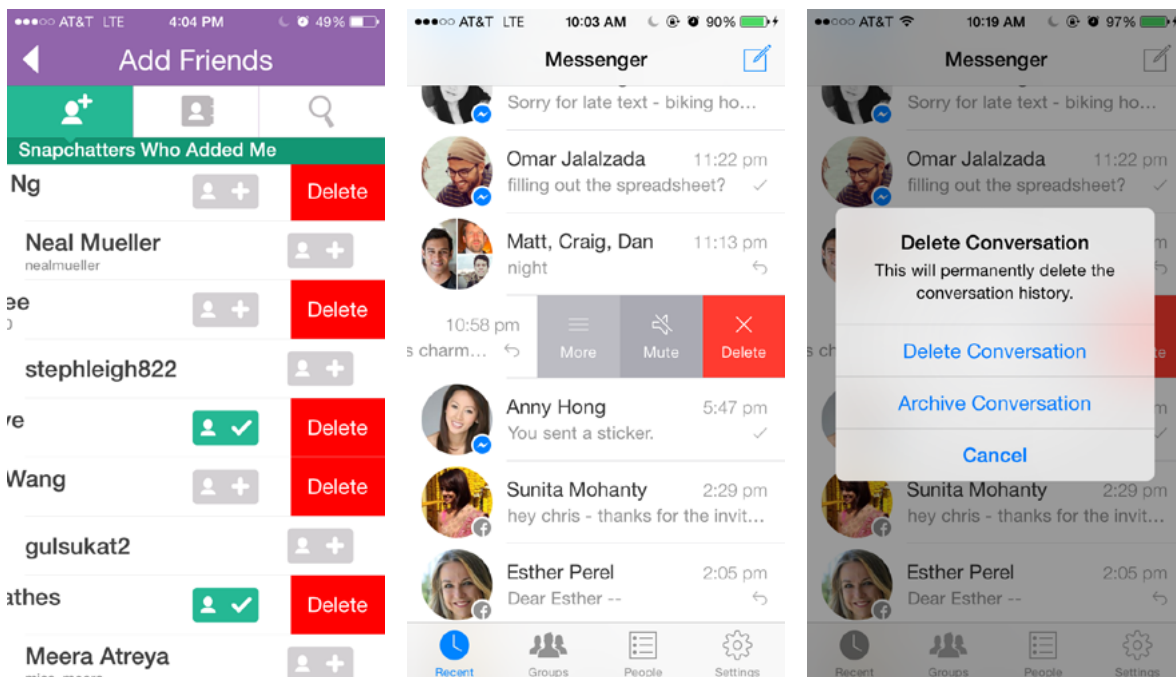 AT&T LTE 4:04 PM 49%
Add Friends
Snapchatters Who Added Me
Ng
Delete
Neal Mueller
nealmueller
ee
Delete
stephleigh822
ve
Delete
Wang
Delete
gulsukat2
athes
Delete
Meera Atreya
AT&T LTE 10:03 AM 90%
Messenger
Sorry for late text - biking ho...
Omar Jalalzada 11:22 pm
filling out the spreadsheet?
Matt, Craig, Dan 11:13 pm
night
10:58 pm
s charm...
More Mute Delete
Anny Hong 5:47 pm
You sent a sticker.
Sunita Mohanty 2:29 pm
hey chris - thanks for the invit...
Esther Perel 2:05 pm
Dear Esther --
Recent Groups People Settings
AT&T 10:19 AM 97%
Messenger
Sorry for late text - biking ho...
Omar Jalalzada 11:22 pm
filling out the spreadsheet?
Delete Conversation
This will permanently delete the
conversation history.
s ch
Delete Conversation
Archive Conversation
Cancel
Sunita Mohanty 2:29 pm
hey chris - thanks for the invit...
Esther Perel 2:05 pm
Dear Esther --
Recent Groups People Settings